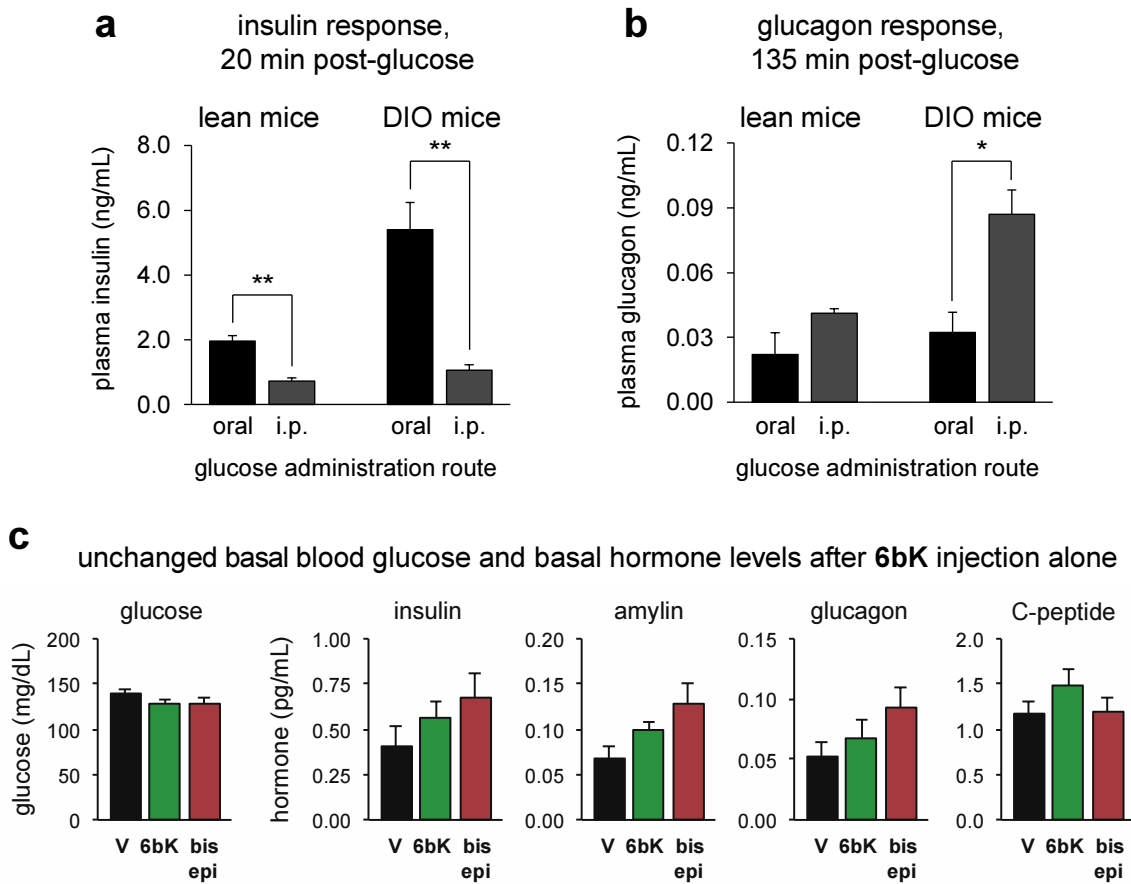 a
insulin response,
20 min post-glucose
lean mice
DIO mice
plasma insulin (ng/mL)
8.0
6.0
4.0
2.0
0.0
**
**
oral
i.p.
oral
i.p.
glucose administration route
b
glucagon response,
135 min post-glucose
lean mice
DIO mice
plasma glucagon (ng/mL)
0.12
0.09
0.06
0.03
0.00
*
oral
i.p.
oral
i.p.
glucose administration route
c
unchanged basal blood glucose and basal hormone levels after 6bK injection alone
glucose
glucose (mg/dL)
200
150
100
50
0
V
6bK
bis
epi
insulin
hormone (pg/mL)
1.00
0.75
0.50
0.25
0.00
V
6bK
bis
epi
amylin
0.20
0.15
0.10
0.05
0.00
V
6bK
bis
epi
glucagon
0.15
0.10
0.05
0.00
V
6bK
bis
epi
C-peptide
2.0
1.5
1.0
0.5
0.0
V
6bK
bis
epi